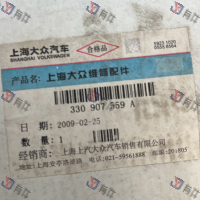 有江
上海大众汽车
SHANGHAI VOLKSWAGEN
合格品
产品名: 上海大众维修配件
330 907 559 A
日期: 2009-02-25
数量: 1
经销商: 上海上汽大众汽车销售有限公司